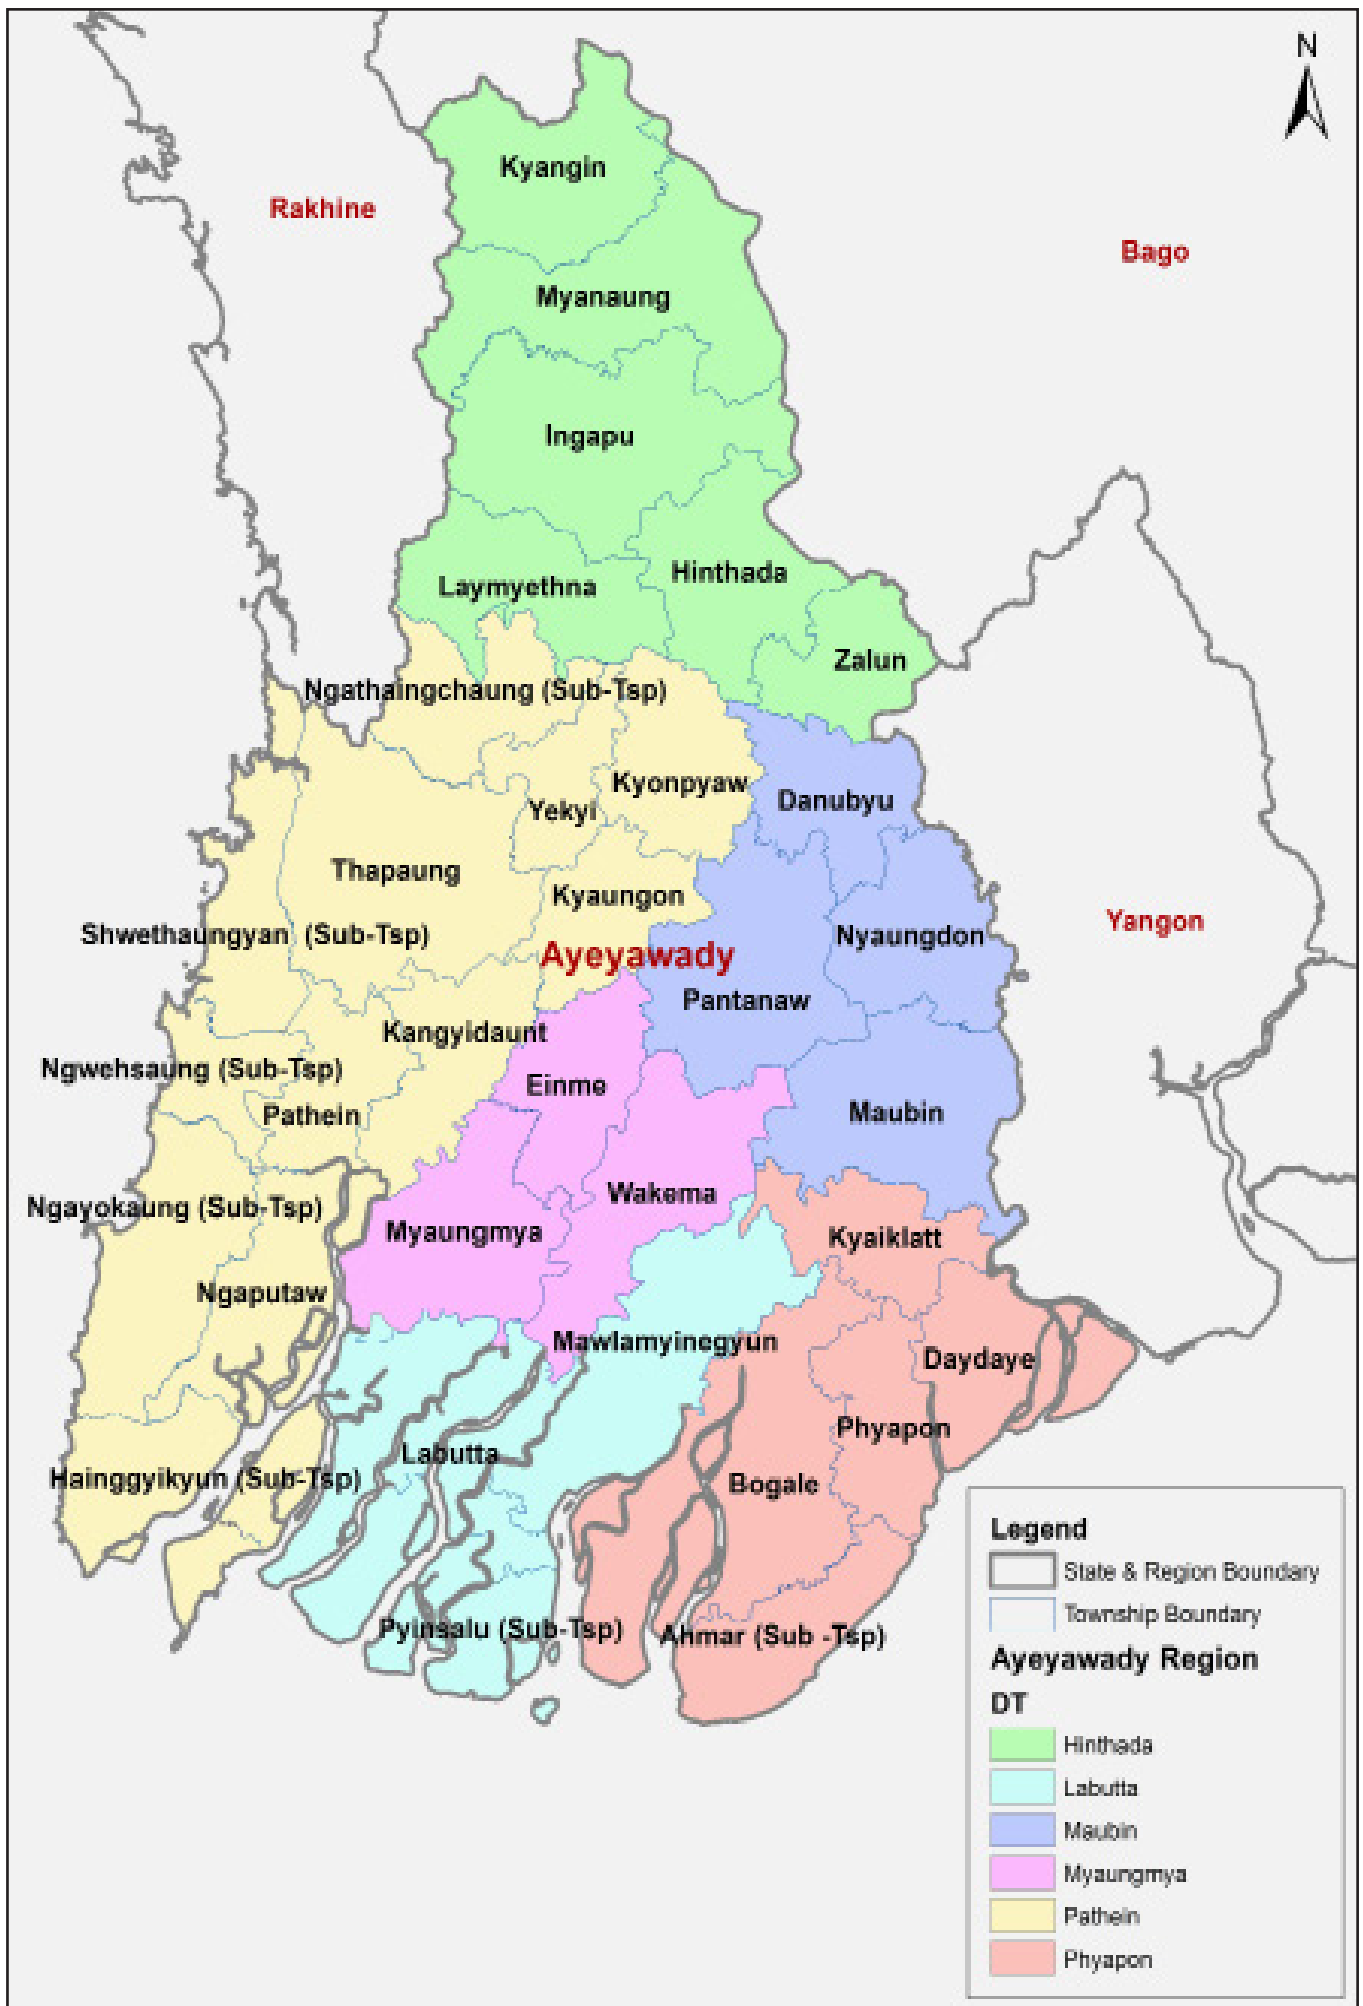 N
Kyangin
Rakhine
Bago
Myanaung
Ingapu
Hinthada
Laymyethna
Zalun
Ngathaingchaung (Sub-Tsp)
Kyonpyaw
Danubyu
Yekyi
Thapaung
Kyaungon
Yangon
Shwethaungyan (Sub-Tsp)
Nyaungdon
Ayeyawady
Pantanaw
Kangyidaunt
Ngwehsaung (Sub-Tsp)
Einme
Maubin
Pathein
Wakema
Ngayokaung (Sub-Tsp)
Myaungmya
Kyaiklatt
Ngaputaw
Mawlamyinegyun
Daydaye
Phyapon
Labutta
Hainggyikyun (Sub-Tsp)
Bogale
Pyinsalu (Sub-Tsp)
Ahmar (Sub -Tsp)
Legend
State & Region Boundary
Township Boundary
Ayeyawady Region
DT
Hinthada
Labutta
Maubin
Myaungmya
Pathein
Phyapon